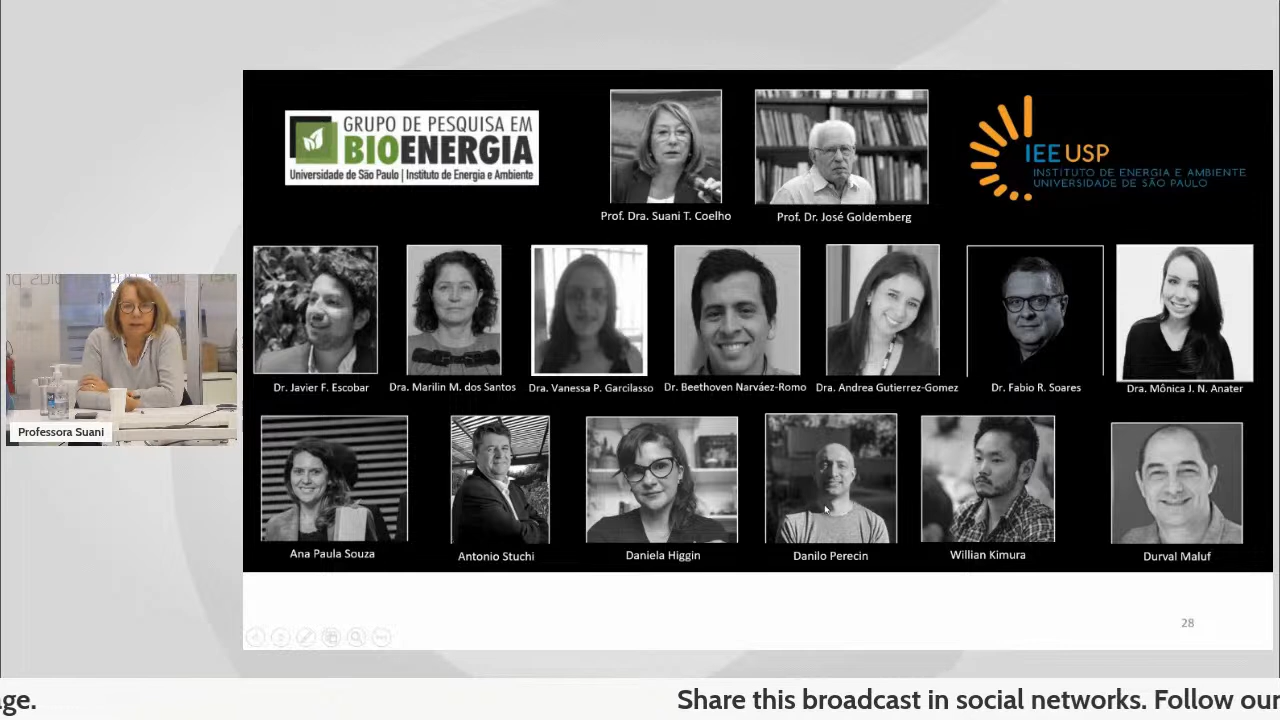 GRUPO DE PESQUISA EM
BIOENERGIA
Universidade de São Paulo | Instituto de Energia e Ambiente
IEE USP
INSTITUTO DE ENERGIA E AMBIENTE
UNIVERSIDADE DE SÃO PAULO
Prof. Dra. Suani T. Coelho
Prof. Dr. José Goldemberg
Dr. Javier F. Escobar
Dra. Marilin M. dos Santos
Dra. Vanessa P. Garcilasso
Dr. Beethoven Narváez-Romo
Dra. Andrea Gutierrez-Gomez
Dr. Fabio R. Soares
Dra. Mônica J. N. Anater
Professora Suani
Ana Paula Souza
Antonio Stuchi
Daniela Higgin
Danilo Perecin
Willian Kimura
Durval Maluf
28
ge.
Share this broadcast in social networks. Follow our